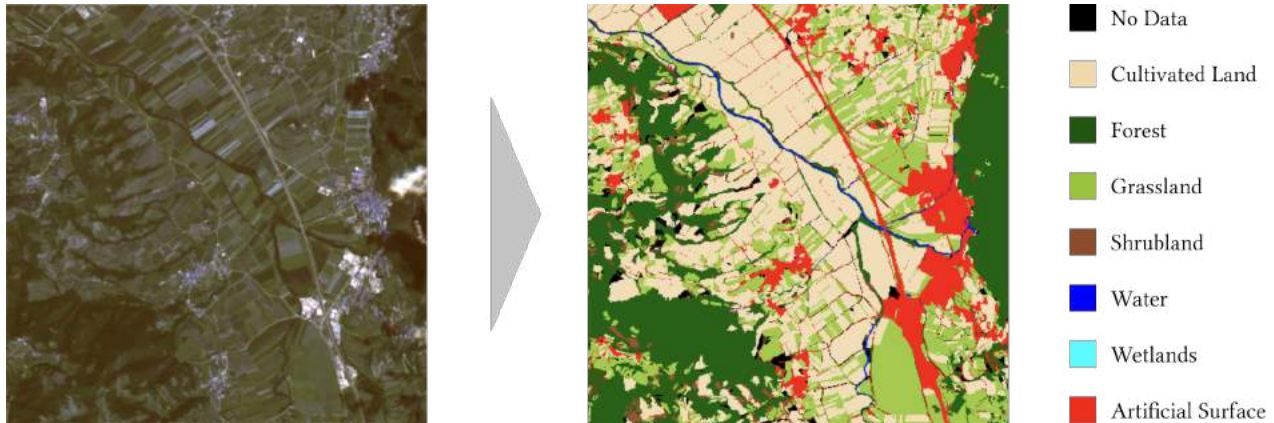 No Data
Cultivated Land
Forest
Grassland
Shrubland
Water
Wetlands
Artificial Surface